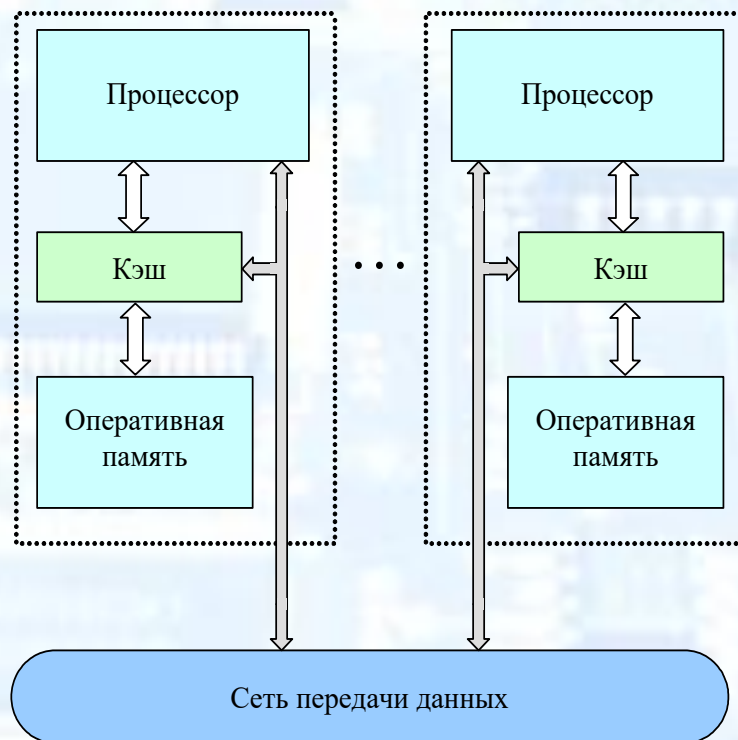 Процессор
Процессор
Кэш
. . .
Кэш
Оперативная
память
Оперативная
память
Сеть передачи данных